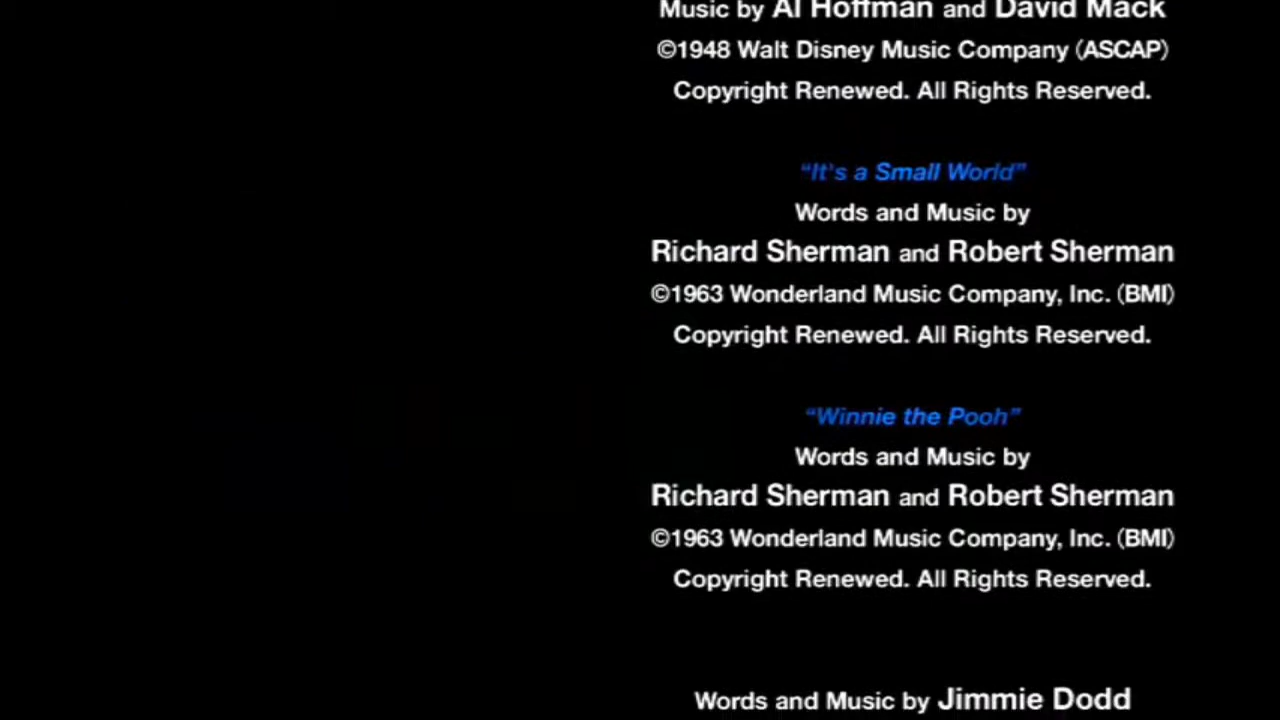 Music by Al Hoffman and David Mack
©1948 Walt Disney Music Company (ASCAP)
Copyright Renewed. All Rights Reserved.
“It's a Small World”
Words and Music by
Richard Sherman and Robert Sherman
©1963 Wonderland Music Company, Inc. (BMI)
Copyright Renewed. All Rights Reserved.
“Winnie the Pooh”
Words and Music by
Richard Sherman and Robert Sherman
©1963 Wonderland Music Company, Inc. (BMI)
Copyright Renewed. All Rights Reserved.
Words and Music by Jimmie Dodd